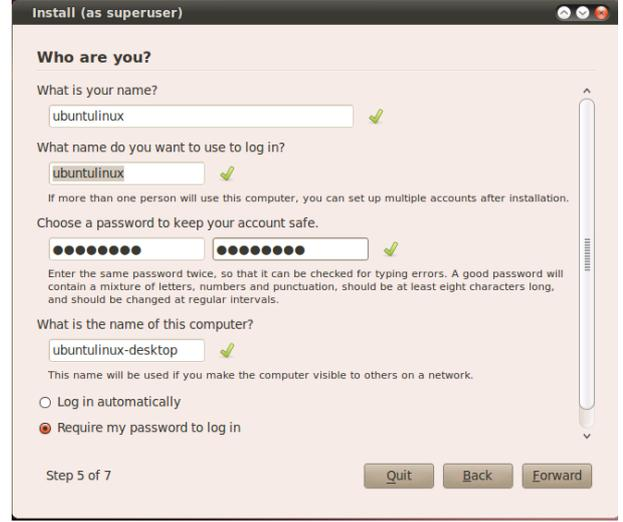 Install (as superuser)
Who are you?
What is your name?
ubuntulinux
What name do you want to use to log in?
ubuntulinux
If more than one person will use this computer, you can set up multiple accounts after installation.
Choose a password to keep your account safe.
●●●●●●●● ●●●●●●●●
Enter the same password twice, so that it can be checked for typing errors. A good password will
contain a mixture of letters, numbers and punctuation, should be at least eight characters long,
and should be changed at regular intervals.
What is the name of this computer?
ubuntulinux-desktop
This name will be used if you make the computer visible to others on a network.
Log in automatically
Require my password to log in
Step 5 of 7
Quit Back Forward